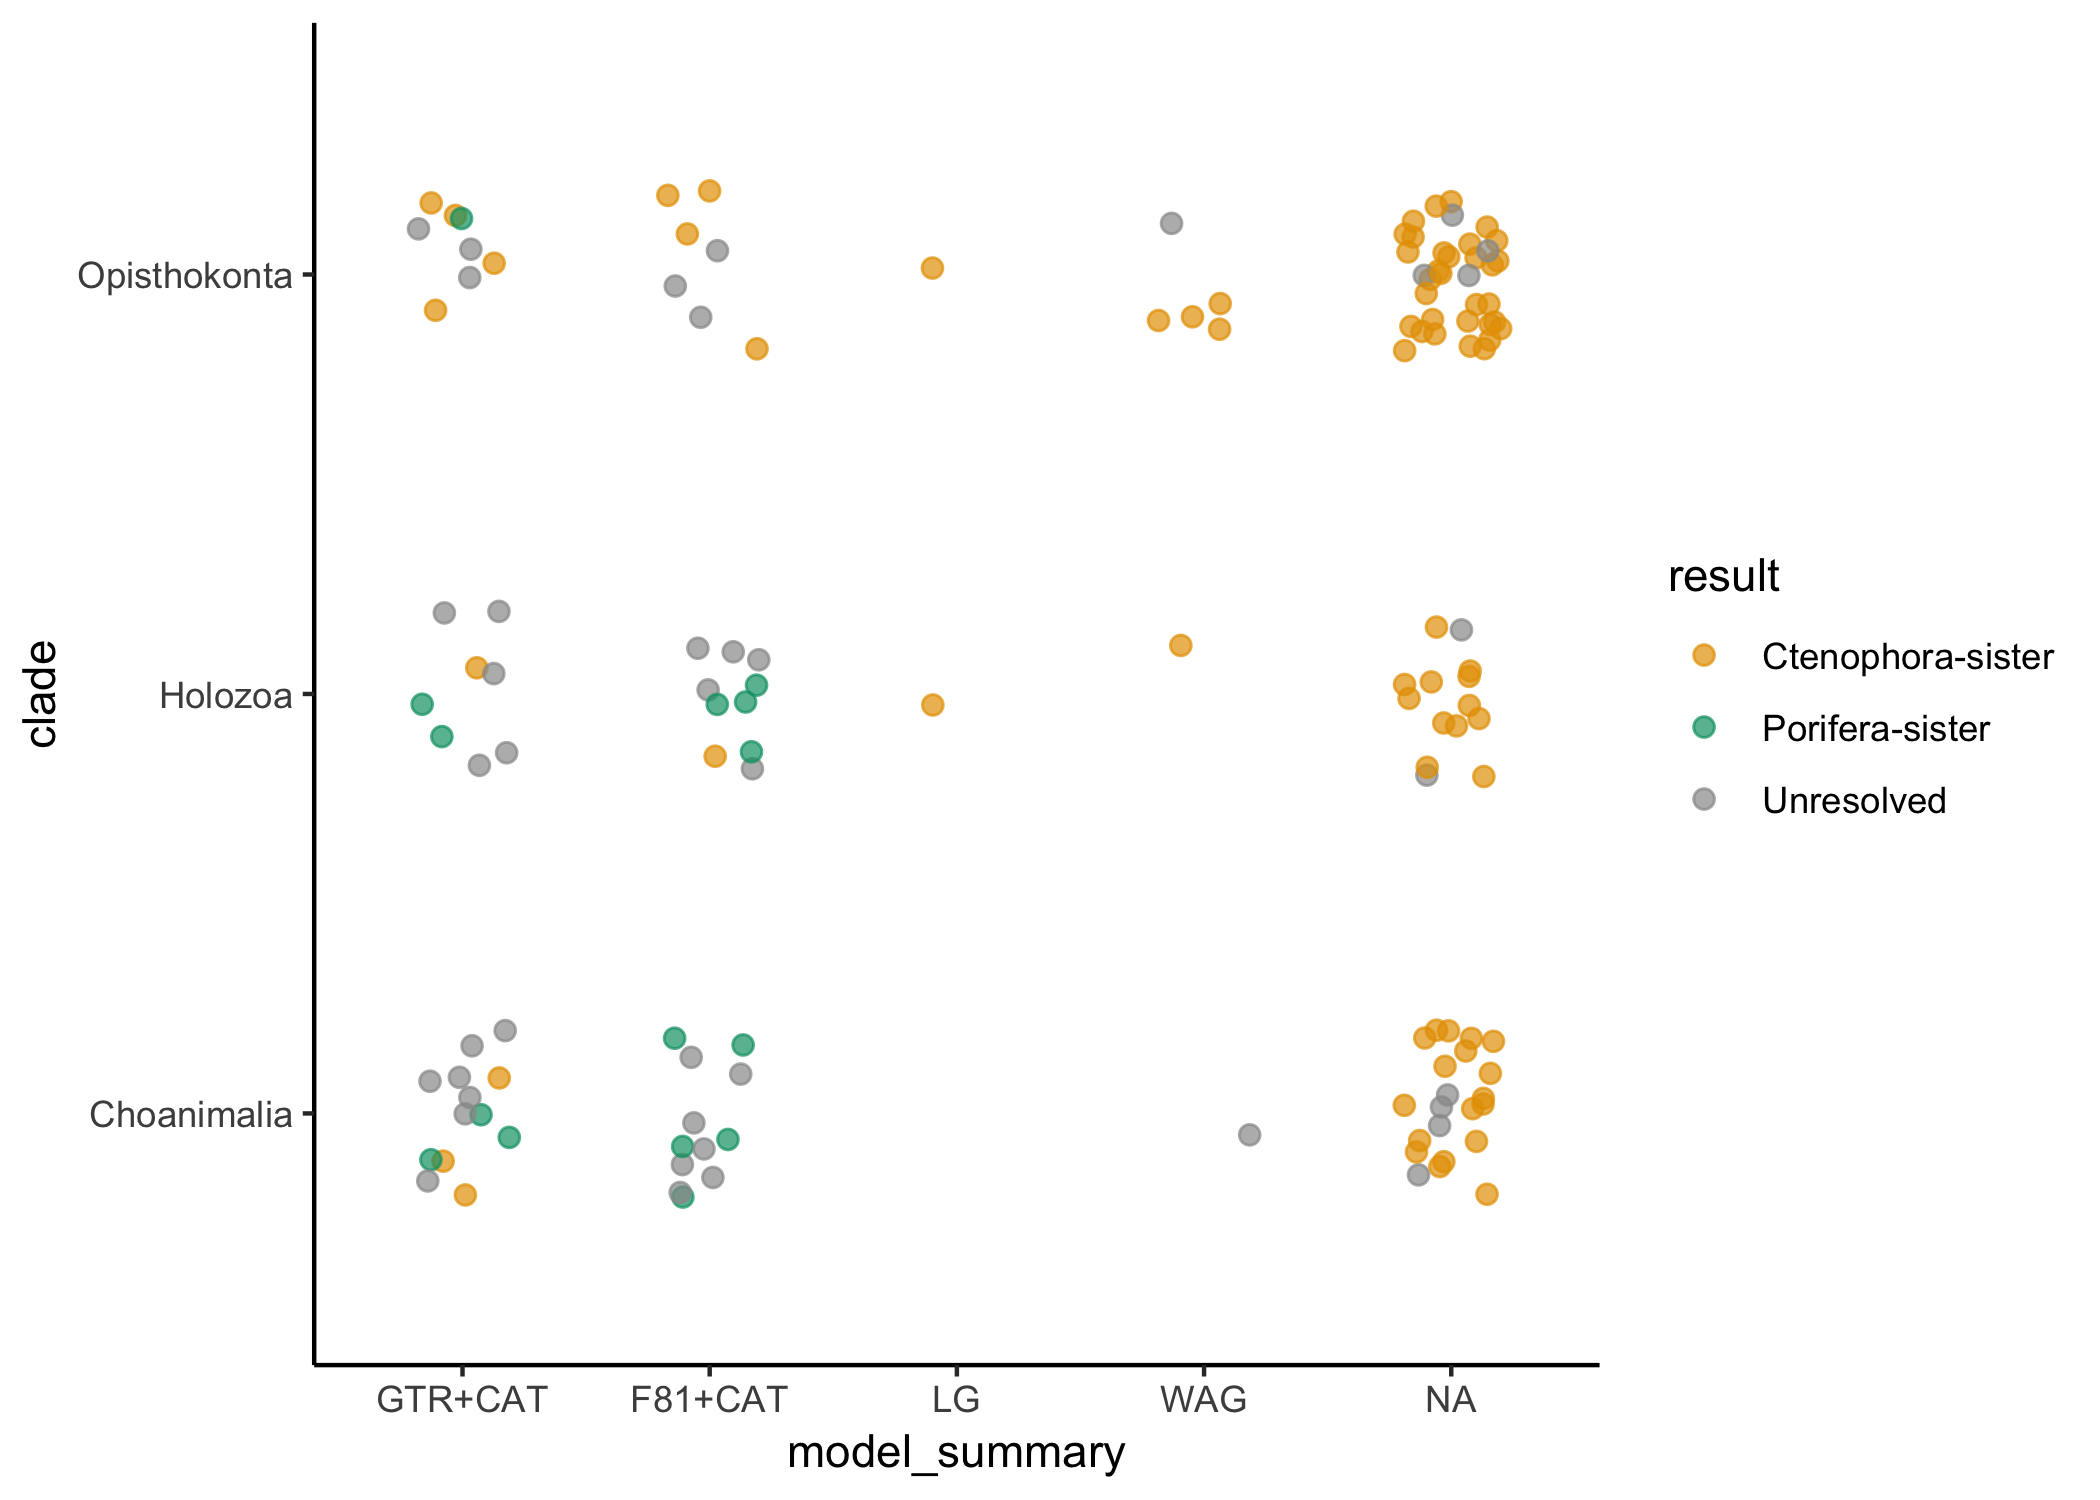 clade
Opisthokonta
Holozoa
Choanimalia
GTR+CAT F81+CAT LG WAG NA
model_summary
result
Ctenophora-sister
Porifera-sister
Unresolved